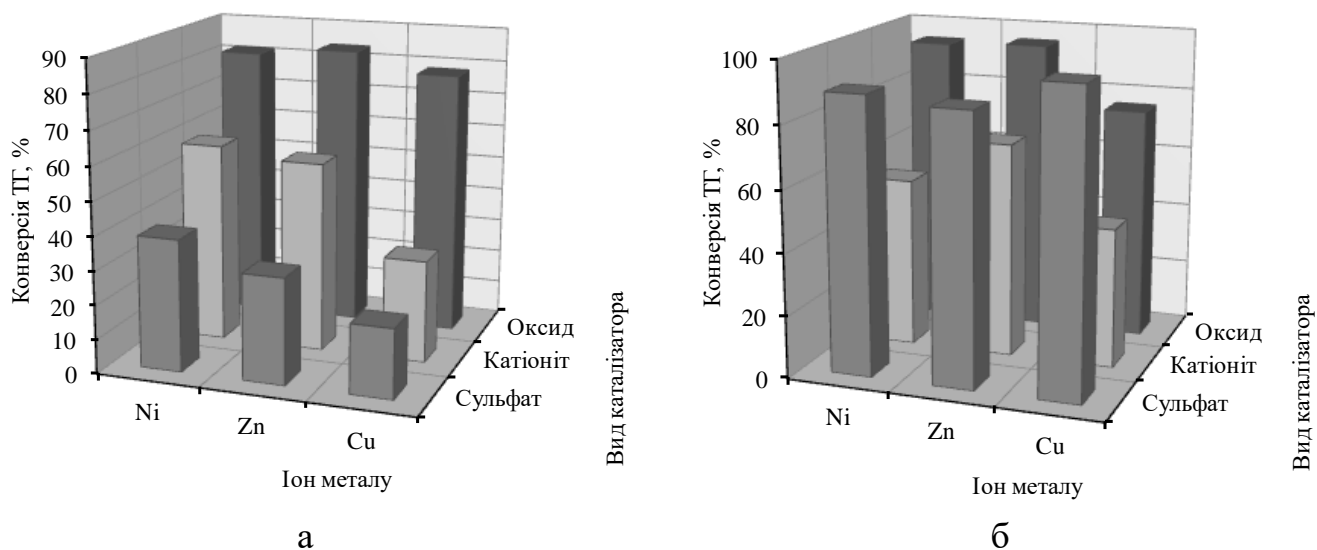 Конверсія ТГ, %
90
80
70
60
50
40
30
20
10
0
Ni
Zn
Cu
Іон металу
Оксид
Катіоніт
Сульфат
Вид каталізатора
а
Конверсія ТГ, %
100
80
60
40
20
0
Ni
Zn
Cu
Іон металу
Оксид
Катіоніт
Сульфат
Вид каталізатора
б